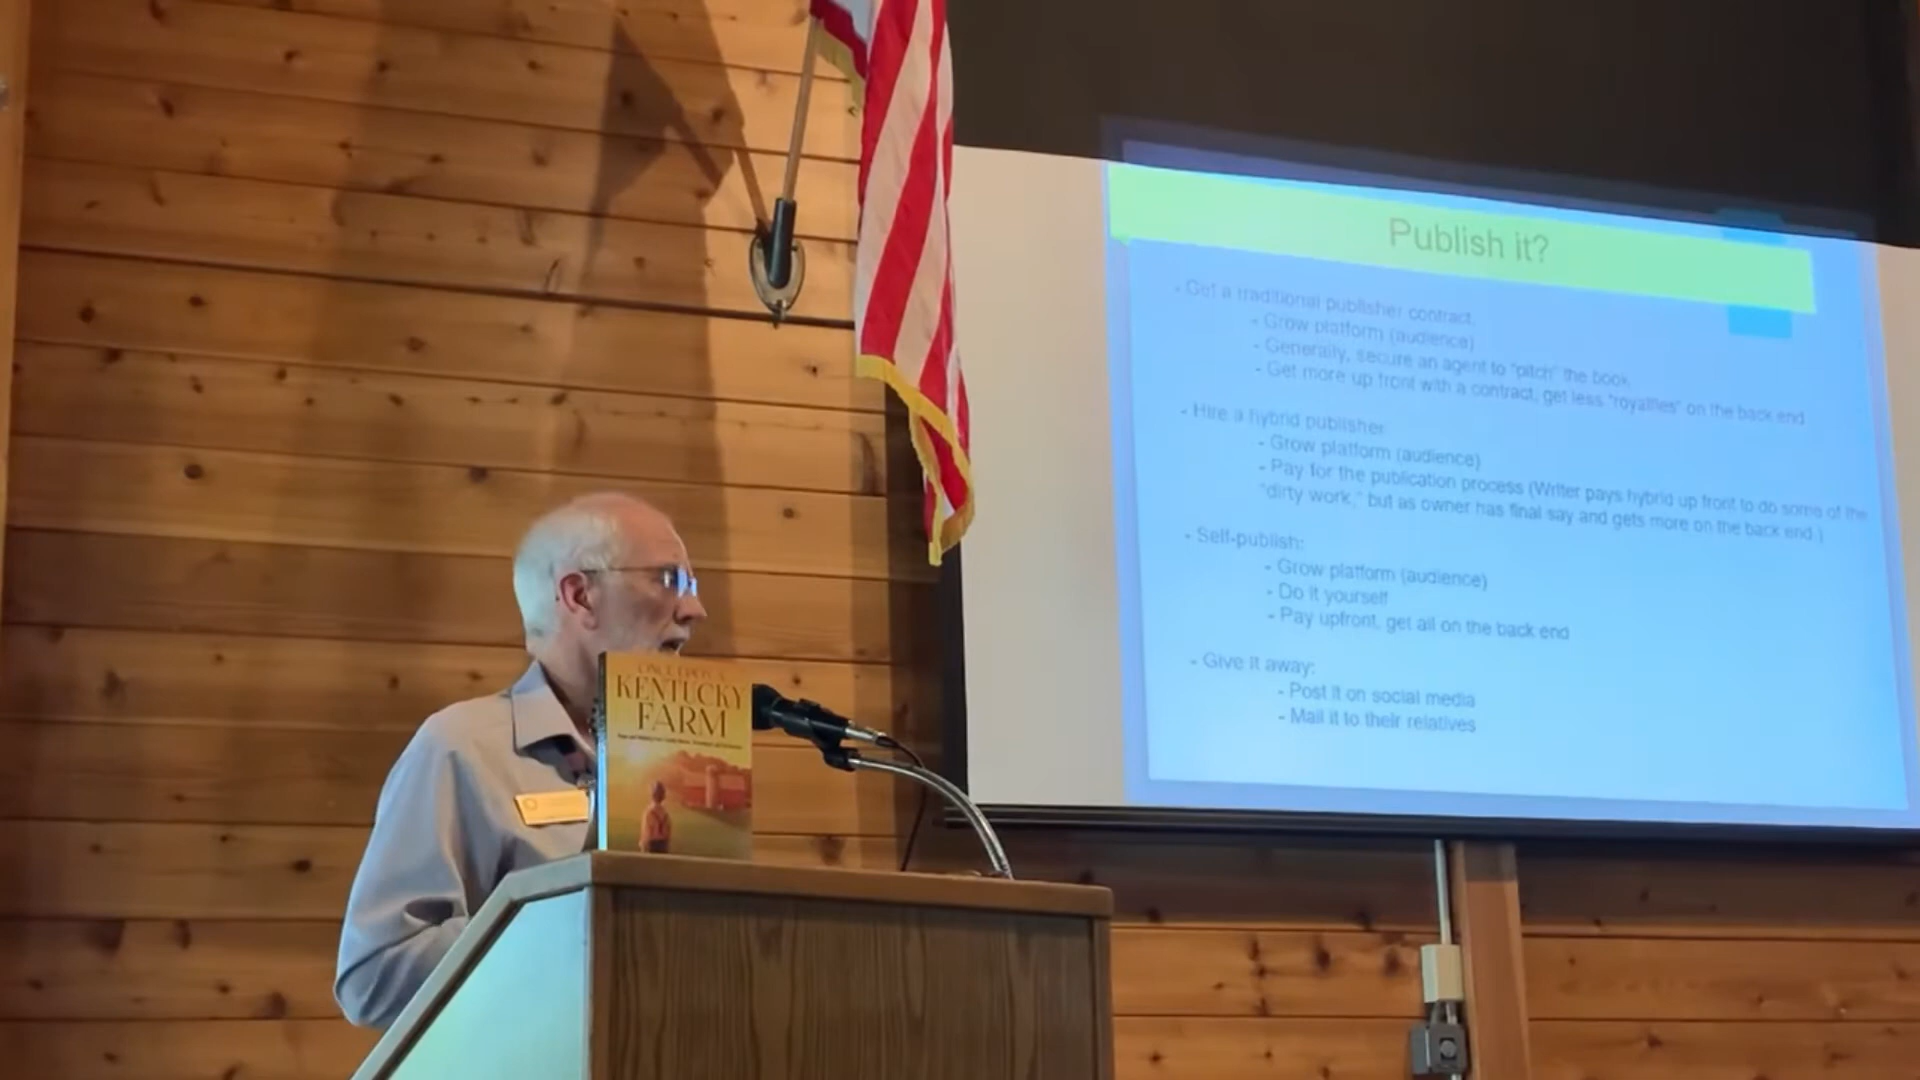 Publish it?
- Get a traditional publisher contract.
- Grow platform (audience)
- Generally, secure an agent to "pitch" the book
- Get more up front with a contract, get less "royalties" on the back end
- Hire a hybrid publisher
- Grow platform (audience)
- Pay for the publication process (Writer pays hybrid up front to do some of the
"dirty work," but as owner has final say and gets more on the back end.)
- Self-publish:
- Grow platform (audience)
- Do it yourself
- Pay upfront, get all on the back end
- Give it away:
- Post it on social media
- Mail it to their relatives
ONCE UPON A
KENTUCKY
FARM